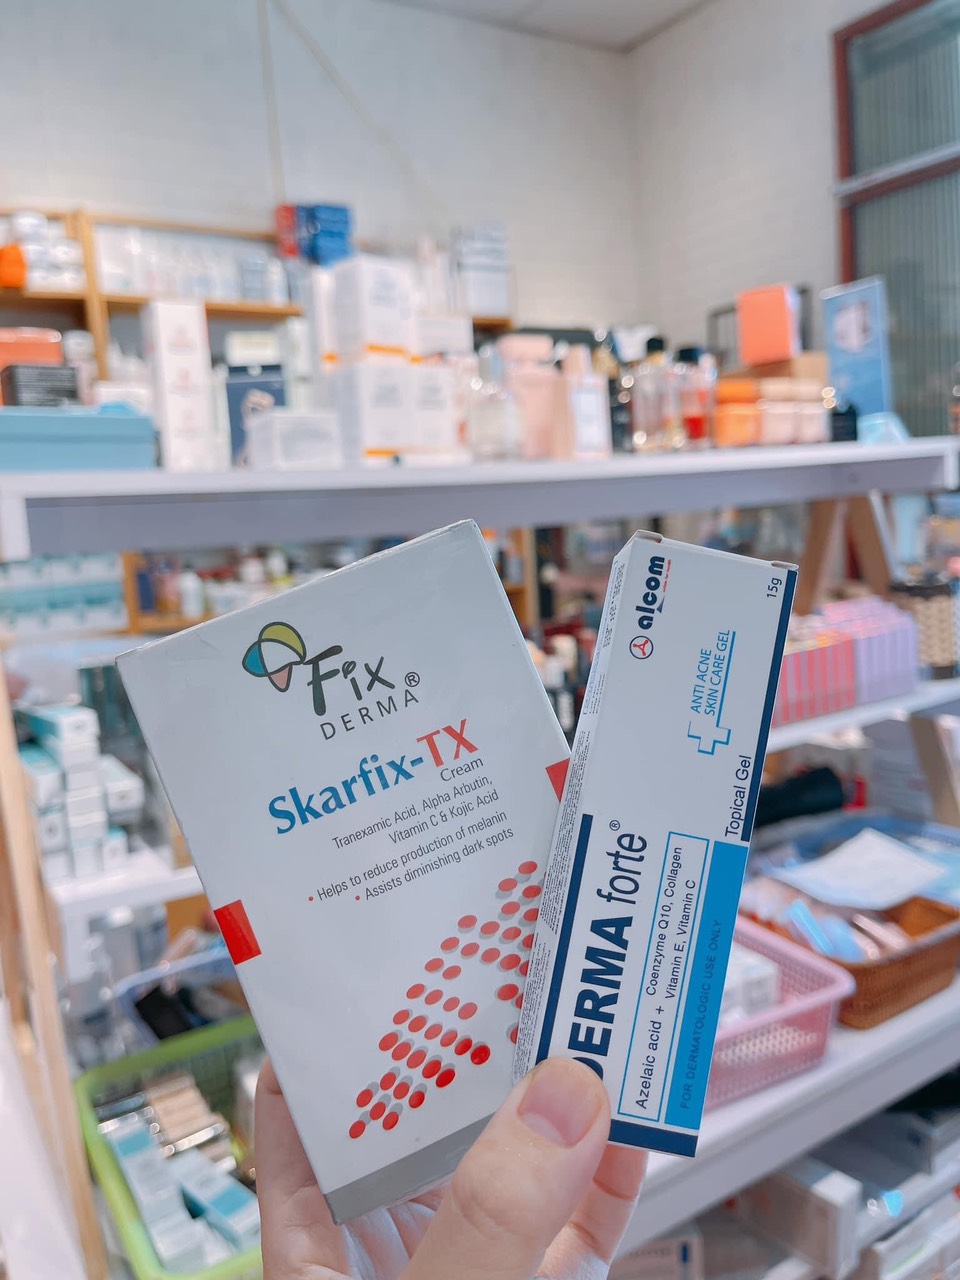 Fix
DERMA®
Skarfix-TX
Cream
Tranexamic Acid, Alpha Arbutin,
Vitamin C & Kojic Acid
• Helps to reduce production of melanin
• Assists diminishing dark spots
alcom
15g
ANTI ACNE
SKIN CARE GEL
DERMA forte®
Topical Gel
Azelaic acid + Coenzyme Q10, Collagen
Vitamin E, Vitamin C
FOR DERMATOLOGIC USE ONLY